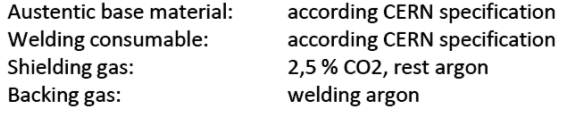 Austentic base material: according CERN specification
Welding consumable: according CERN specification
Shielding gas: 2,5 % CO2, rest argon
Backing gas: welding argon